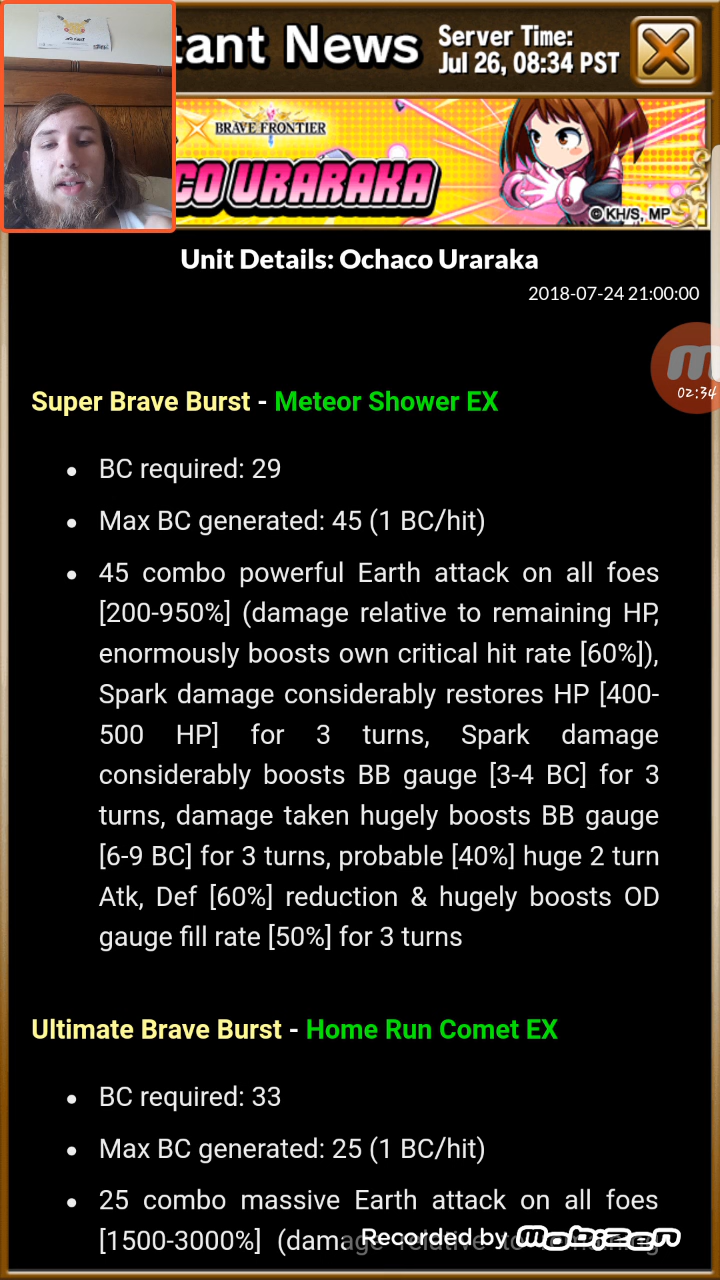 tant News
Server Time:
Jul 26, 08:34 PST
BRAVE FRONTIER
CO URARAKA
© KH/S, MP
Unit Details: Ochaco Uraraka
2018-07-24 21:00:00
02:34
Super Brave Burst - Meteor Shower EX
• BC required: 29
• Max BC generated: 45 (1 BC/hit)
• 45 combo powerful Earth attack on all foes
[200-950%] (damage relative to remaining HP,
enormously boosts own critical hit rate [60%]),
Spark damage considerably restores HP [400-
500 HP] for 3 turns, Spark damage
considerably boosts BB gauge [3-4 BC] for 3
turns, damage taken hugely boosts BB gauge
[6-9 BC] for 3 turns, probable [40%] huge 2 turn
Atk, Def [60%] reduction & hugely boosts OD
gauge fill rate [50%] for 3 turns
Ultimate Brave Burst - Home Run Comet EX
• BC required: 33
• Max BC generated: 25 (1 BC/hit)
• 25 combo massive Earth attack on all foes
[1500-3000%] (damage relative to
Recorded by mobizen